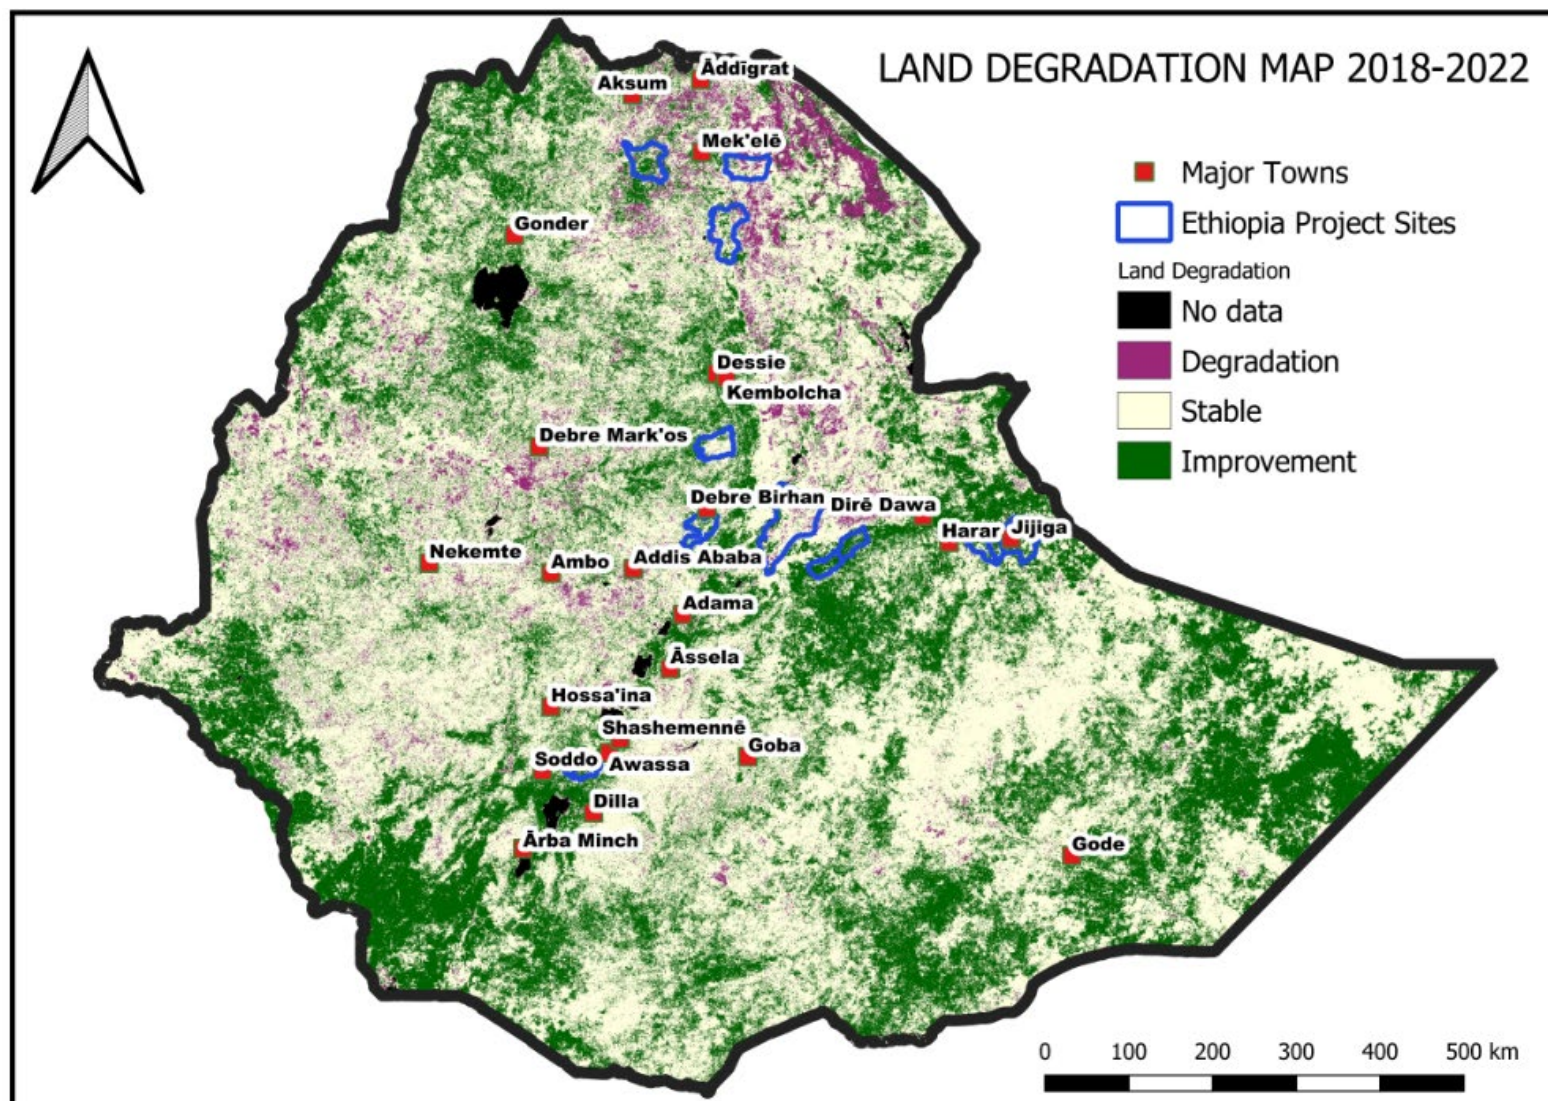 LAND DEGRADATION MAP 2018-2022
Āddīgrat
Aksum
Mek'elē
Gonder
Dessie
Kembolcha
Debre Mark'os
Debre Birhan
Dirē Dawa
Harar
Jijiga
Nekemte
Ambo
Addis Ababa
Adama
Āssela
Hossa'ina
Shashemennē
Goba
Soddo
Awassa
Dilla
Ārba Minch
Gode
Major Towns
Ethiopia Project Sites
Land Degradation
No data
Degradation
Stable
Improvement
0 100 200 300 400 500 km